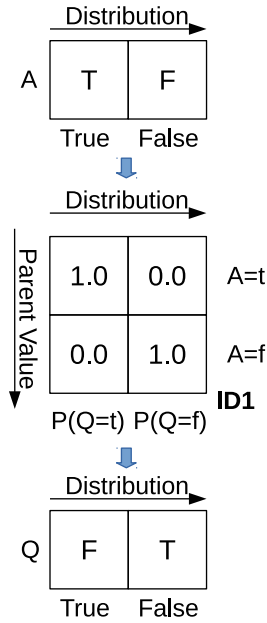 Distribution
A T F
True False
Distribution
Parent Value
1.0 0.0 A=t
0.0 1.0 A=f
ID1
P(Q=t) P(Q=f)
Distribution
Q F T
True False